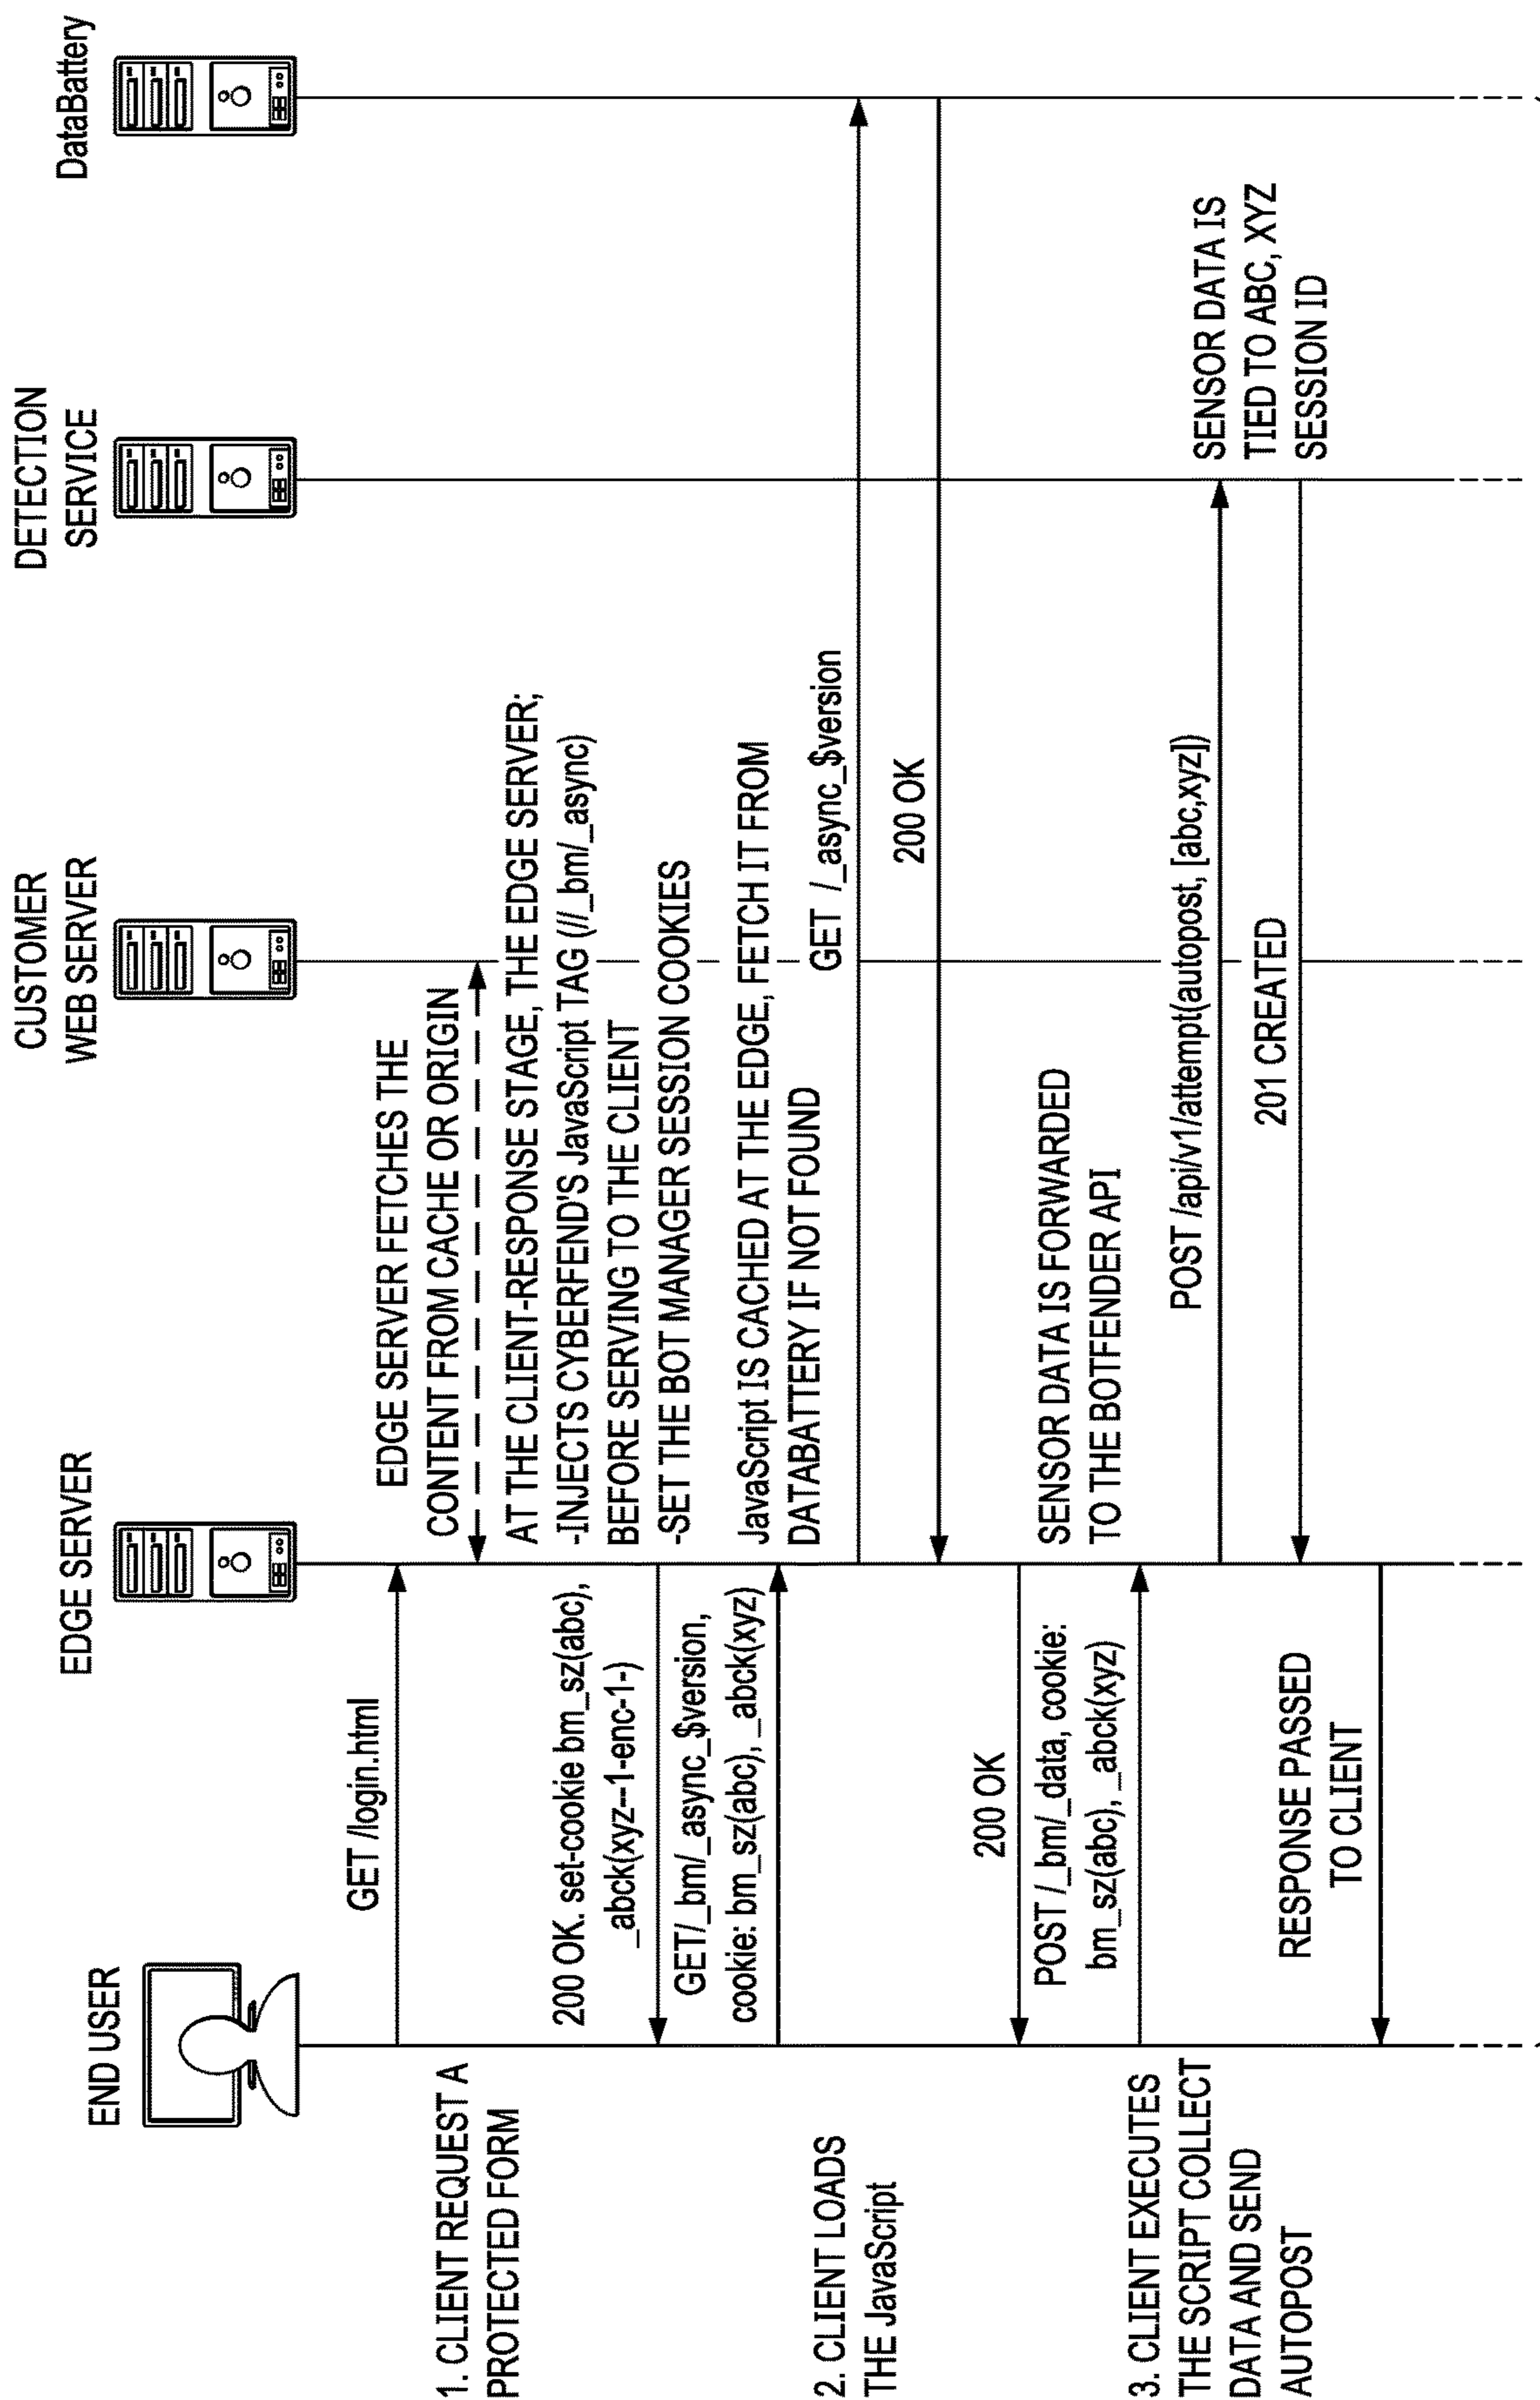 END USER
EDGE SERVER
CUSTOMER
WEB SERVER
DETECTION
SERVICE
DataBattery
1. CLIENT REQUEST A
PROTECTED FORM
GET /login.html
EDGE SERVER FETCHES THE
CONTENT FROM CACHE OR ORIGIN
AT THE CLIENT-RESPONSE STAGE, THE EDGE SERVER;
-INJECTS CYBERFEND'S JavaScript TAG (//_bm/_async)
BEFORE SERVING TO THE CLIENT
-SET THE BOT MANAGER SESSION COOKIES
200 OK. set-cookie bm_sz(abc),
_abck(xyz--1-enc-1-)
2. CLIENT LOADS
THE JavaScript
GET/_bm/_async_$version,
cookie: bm_sz(abc), _abck(xyz)
JavaScript IS CACHED AT THE EDGE, FETCH IT FROM
DATABATTERY IF NOT FOUND
GET /_async_$version
200 OK
200 OK
3. CLIENT EXECUTES
THE SCRIPT COLLECT
DATA AND SEND
AUTOPOST
POST /_bm/_data, cookie:
bm_sz(abc), _abck(xyz)
SENSOR DATA IS FORWARDED
TO THE BOTFENDER API
POST /api/v1/attempt(autopost, [abc,xyz])
SENSOR DATA IS
TIED TO ABC, XYZ
SESSION ID
201 CREATED
RESPONSE PASSED
TO CLIENT